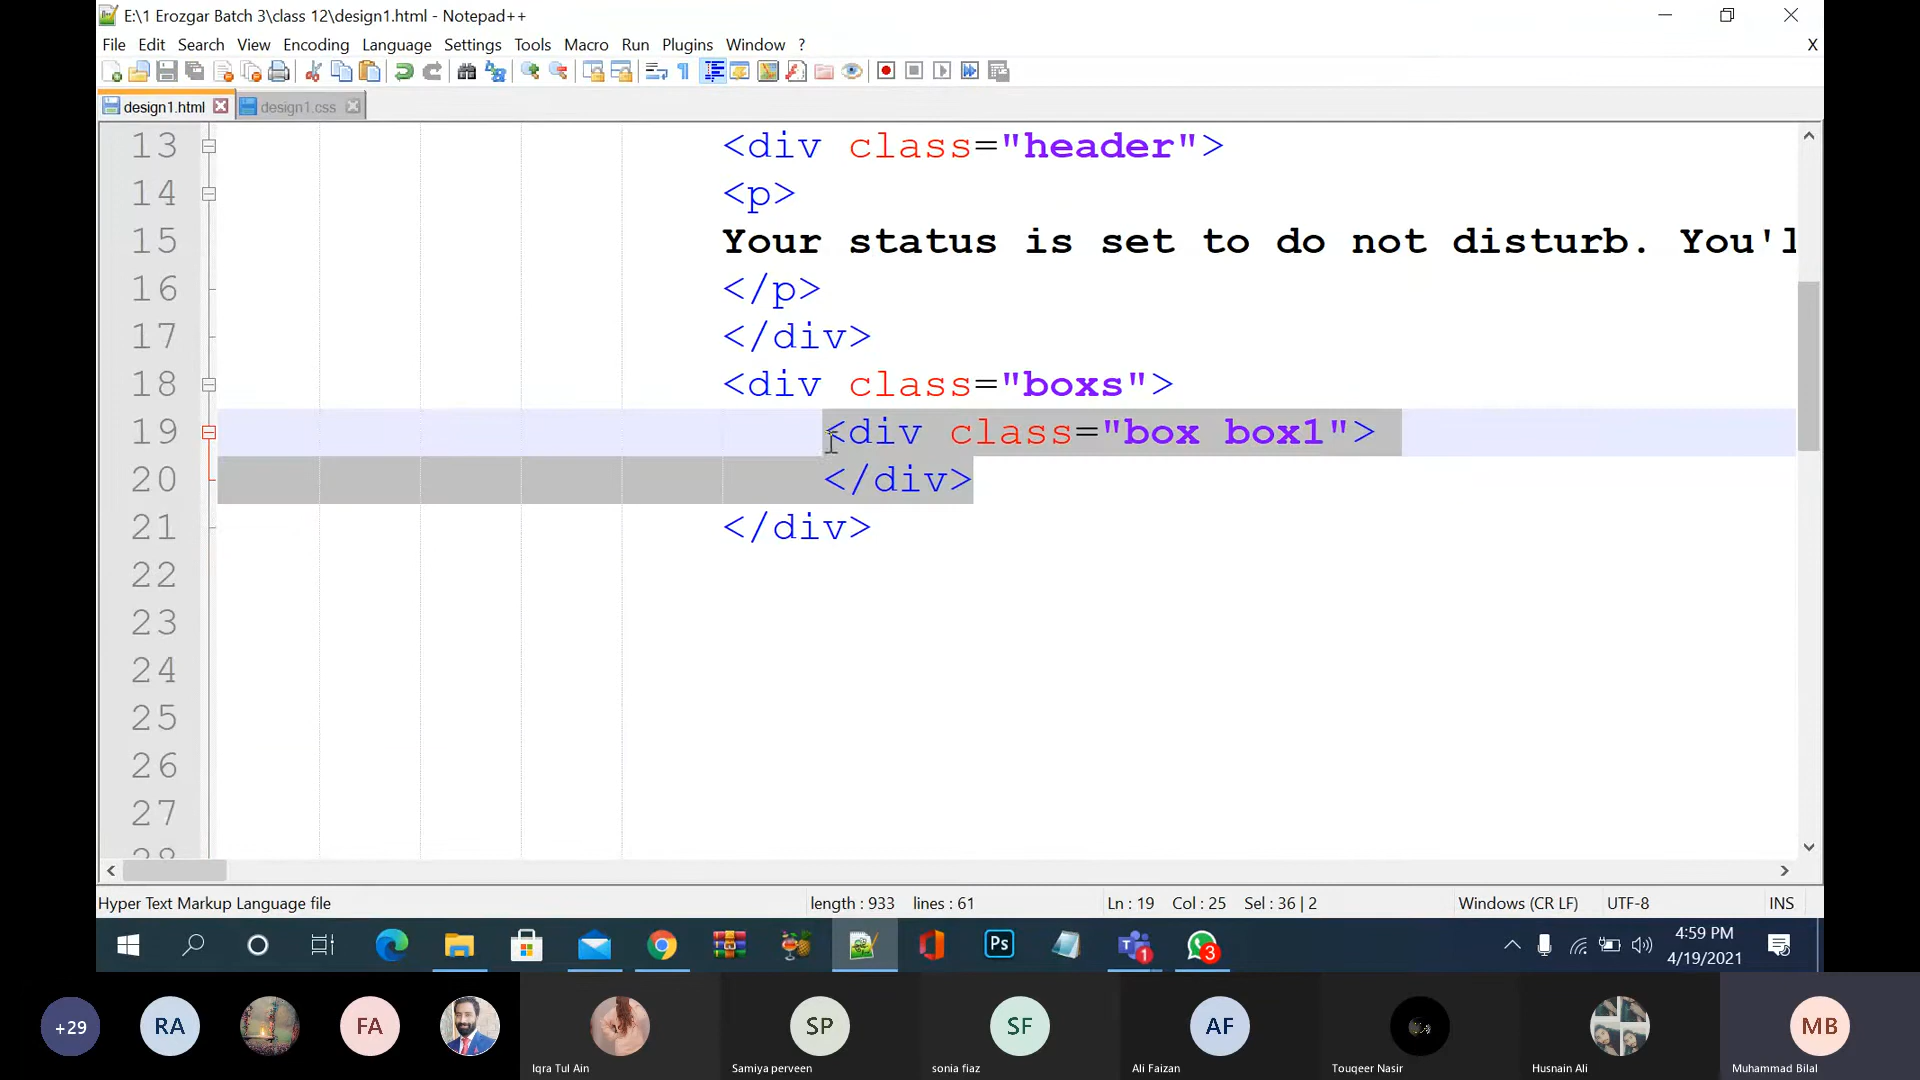 E:\1 Erozgar Batch 3\class 12\design1.html - Notepad++
File Edit Search View Encoding Language Settings Tools Macro Run Plugins Window ? X
design1.html design1.css
13 <div class="header">
14 <p>
15 Your status is set to do not disturb. You'l
16 </p>
17 </div>
18 <div class="boxs">
19 <div class="box box1">
20 </div>
21 </div>
22
23
24
25
26
27
28
Hyper Text Markup Language file length : 933 lines : 61 Ln : 19 Col : 25 Sel : 36 | 2 Windows (CR LF) UTF-8 INS
Ps 1 3 4:59 PM
4/19/2021
+29 RA FA SP SF AF MB
Iqra Tul Ain Samiya perveen sonia fiaz Ali Faizan Touqeer Nasir Husnain Ali Muhammad Bilal